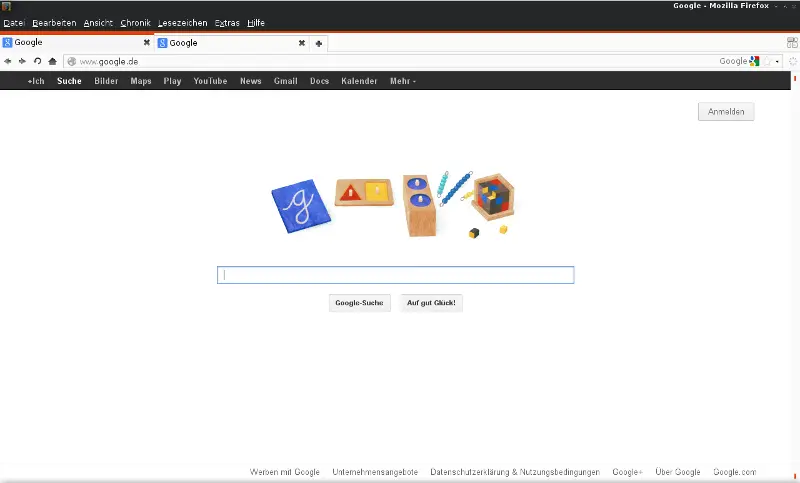 Google - Mozilla Firefox
Datei Bearbeiten Ansicht Chronik Lesezeichen Extras Hilfe
Google Google
www.google.de Google
+Ich Suche Bilder Maps Play YouTube News Gmail Docs Kalender Mehr
Anmelden
g
Google-Suche Auf gut Glück!
Werben mit Google Unternehmensangebote Datenschutzerklärung & Nutzungsbedingungen Google+ Über Google Google.com